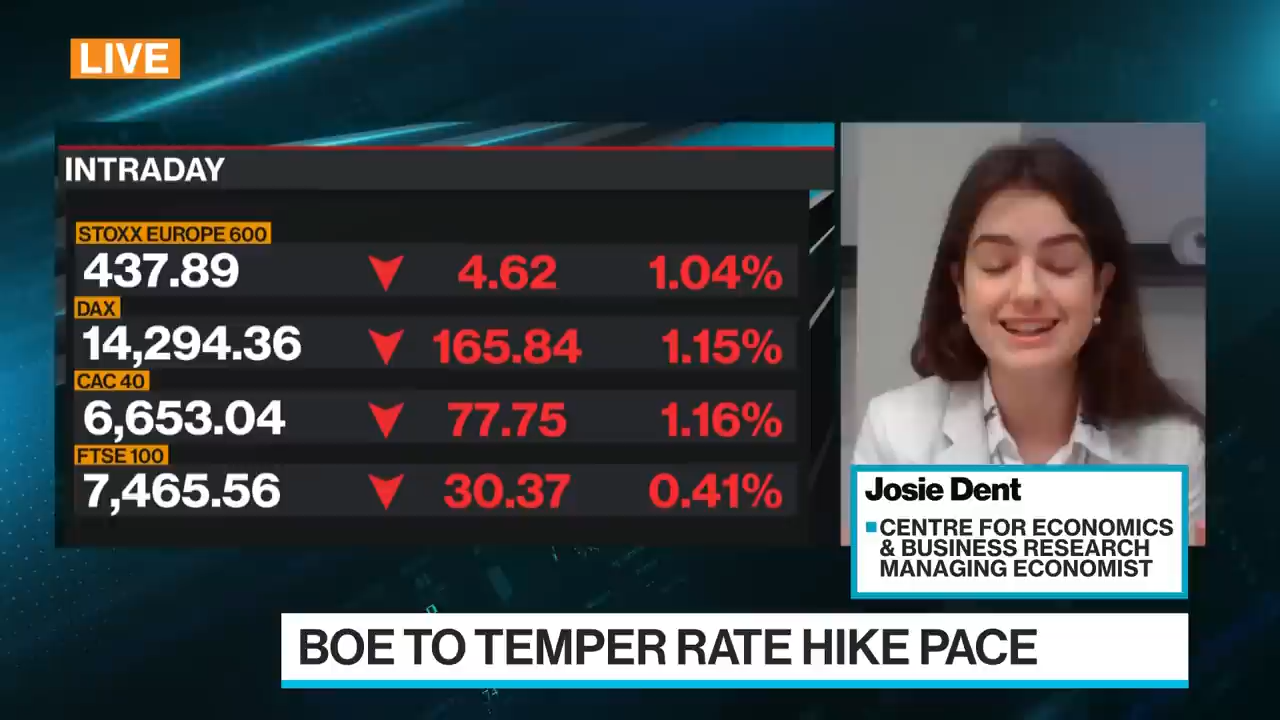 LIVE
INTRADAY
STOXX EUROPE 600
437.89 4.62 1.04%
DAX
14,294.36 165.84 1.15%
CAC 40
6,653.04 77.75 1.16%
FTSE 100
7,465.56 30.37 0.41%
Josie Dent
CENTRE FOR ECONOMICS
& BUSINESS RESEARCH
MANAGING ECONOMIST
BOE TO TEMPER RATE HIKE PACE